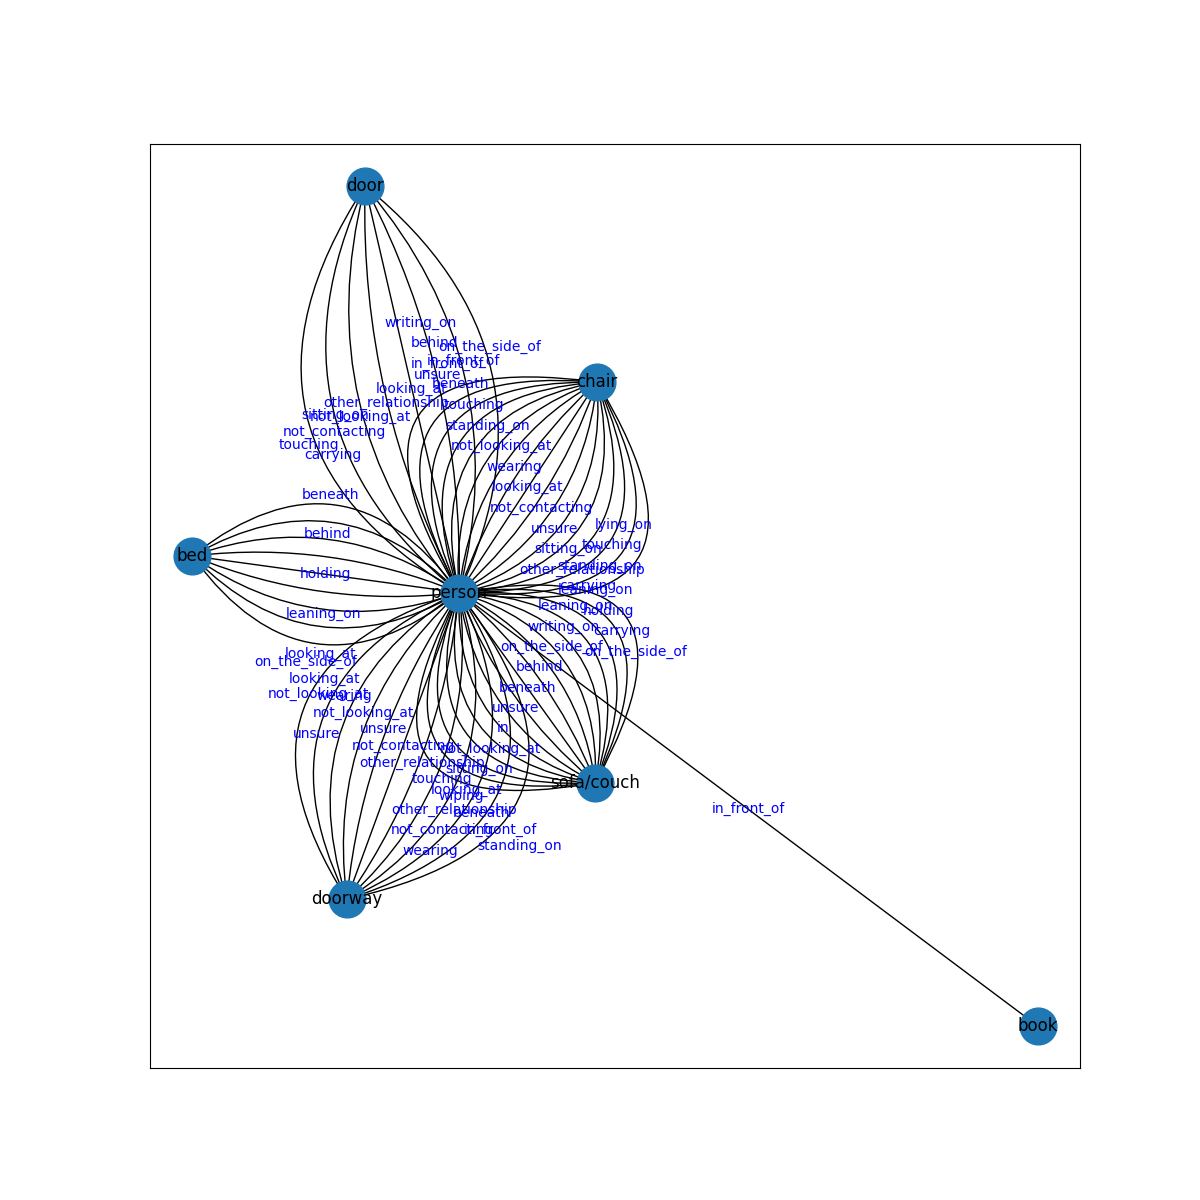 door
writing_on
behind
on_the_side_of
in_front_of
in_front_of
unsure
chair
beneath
looking_at
other_relationship
touching
sitting_on
not_looking_at
standing_on
not_contacting
touching
not_looking_at
carrying
wearing
looking_at
beneath
not_contacting
lying_on
unsure
behind
touching
sitting_on
bed
standing_on
other_relationship
holding
carrying
leaning_on
person
leaning_on
holding
leaning_on
writing_on
carrying
on_the_side_of
on_the_side_of
looking_at
on_the_side_of
behind
looking_at
beneath
not_looking_at
wearing
unsure
not_looking_at
in
unsure
unsure
not_contacting
not_looking_at
other_relationship
sitting_on
touching
sofa/couch
looking_at
wiping
other_relationship
beneath
in_front_of
not_contacting
in_front_of
standing_on
wearing
doorway
book